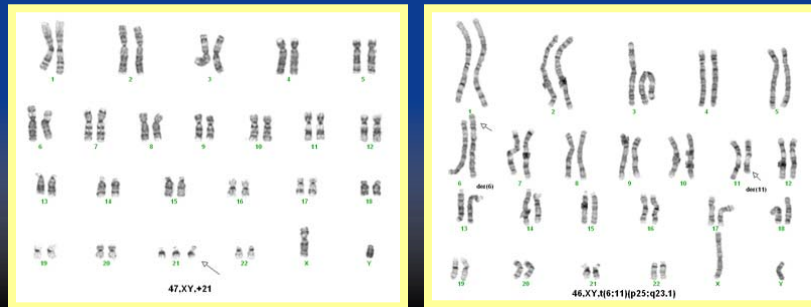 1 2 3 4 5
6 7 8 9 10 11 12
13 14 15 16 17 18
19 20 21 22 X Y
47,XY,+21
1 2 3 4 5
6 der(6) 7 8 9 10 11 der(11) 12
13 14 15 16 17 18
19 20 21 22 X Y
46,XY,t(6;11)(p25;q23.1)